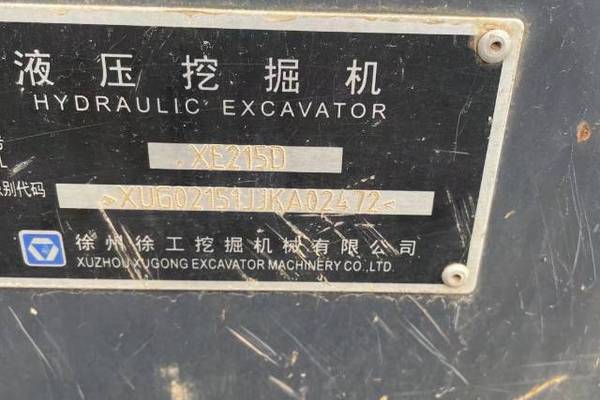 液压挖掘机
HYDRAULIC EXCAVATOR
XE215D
别代码
>XUG02151JJKA02472<
徐州徐工挖掘机械有限公司
XUZHOU XUGONG EXCAVATOR MACHINERY CO.,LTD.